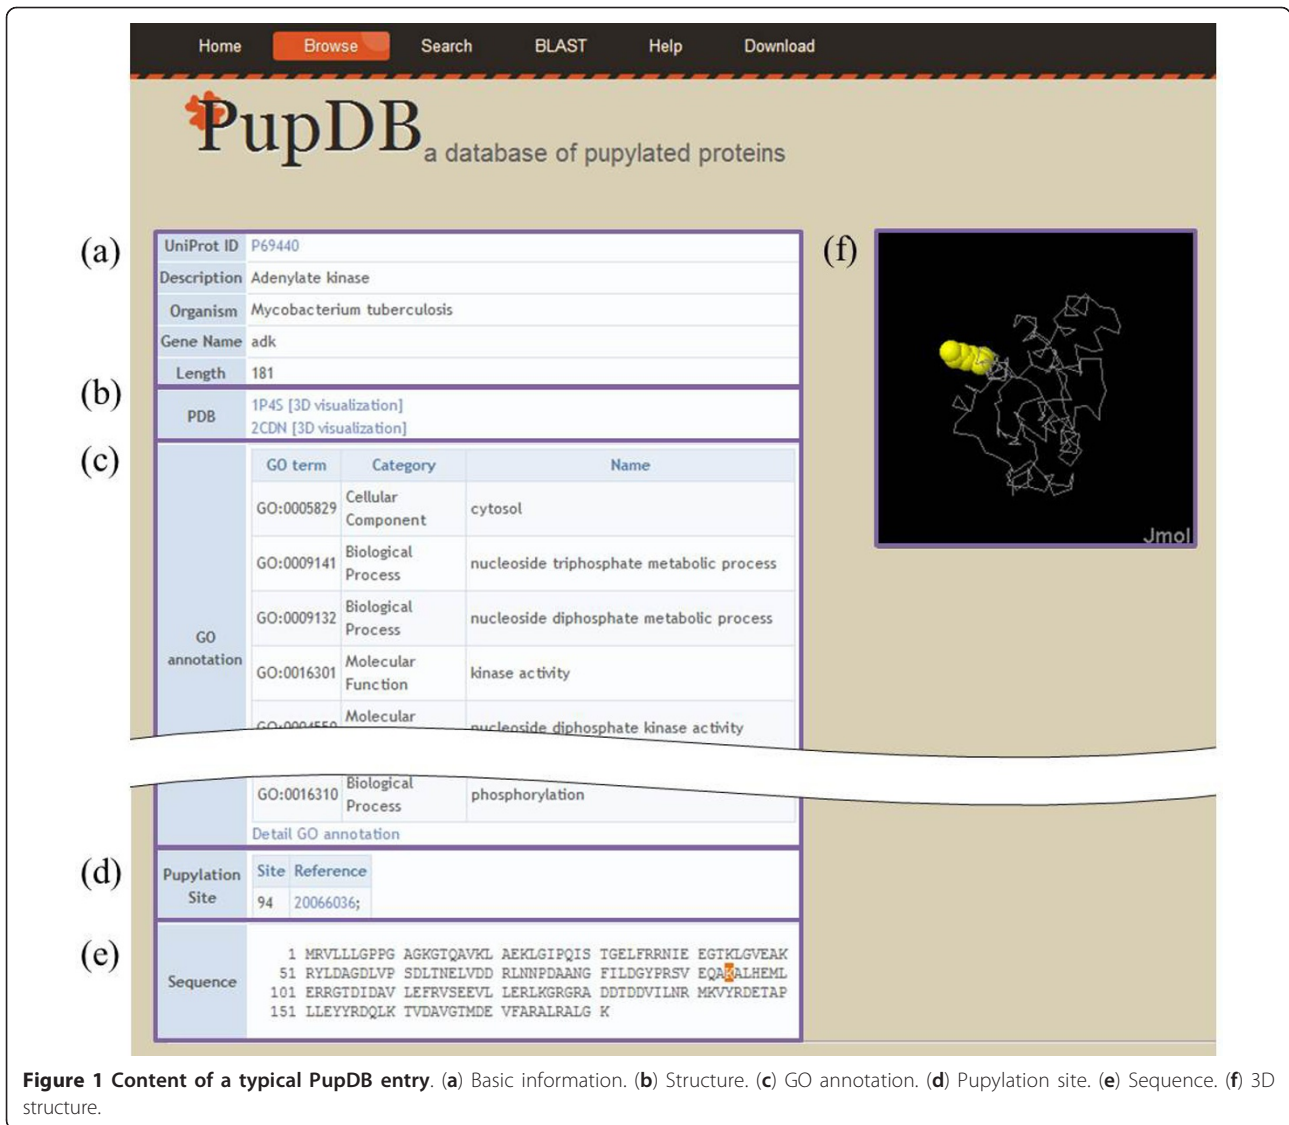 Home Browse Search BLAST Help Download
PupDB a database of pupylated proteins
(a)
UniProt ID P69440
Description Adenylate kinase
Organism Mycobacterium tuberculosis
Gene Name adk
Length 181
(b)
PDB
1P4S [3D visualization]
2CDN [3D visualization]
(c)
GO annotation
GO term Category Name
GO:0005829 Cellular Component cytosol
GO:0009141 Biological Process nucleoside triphosphate metabolic process
GO:0009132 Biological Process nucleoside diphosphate metabolic process
GO:0016301 Molecular Function kinase activity
Molecular nucleoside diphosphate kinase activity
GO:0016310 Biological Process phosphorylation
Detail GO annotation
(d)
Pupylation Site
Site Reference
94 20066036;
(e)
Sequence
1 MRVLLLGPPG AGKGTQAVKL AEKLGIPQIS TGELFRRNIE EGTKLGVEAK
51 RYLDAGDLVP SDLTNELVDD RLNNPDAANG FILDGYPRSV EQAKALHEML
101 ERRGTDIDAV LEFRVSEEVL LERLKGRGRA DDTDDVILNR MKVYRDETAP
151 LLEYYRDQLK TVDAVGTMDE VFARALRALG K
(f)
Jmol
Figure 1 Content of a typical PupDB entry. (a) Basic information. (b) Structure. (c) GO annotation. (d) Pupylation site. (e) Sequence. (f) 3D
structure.